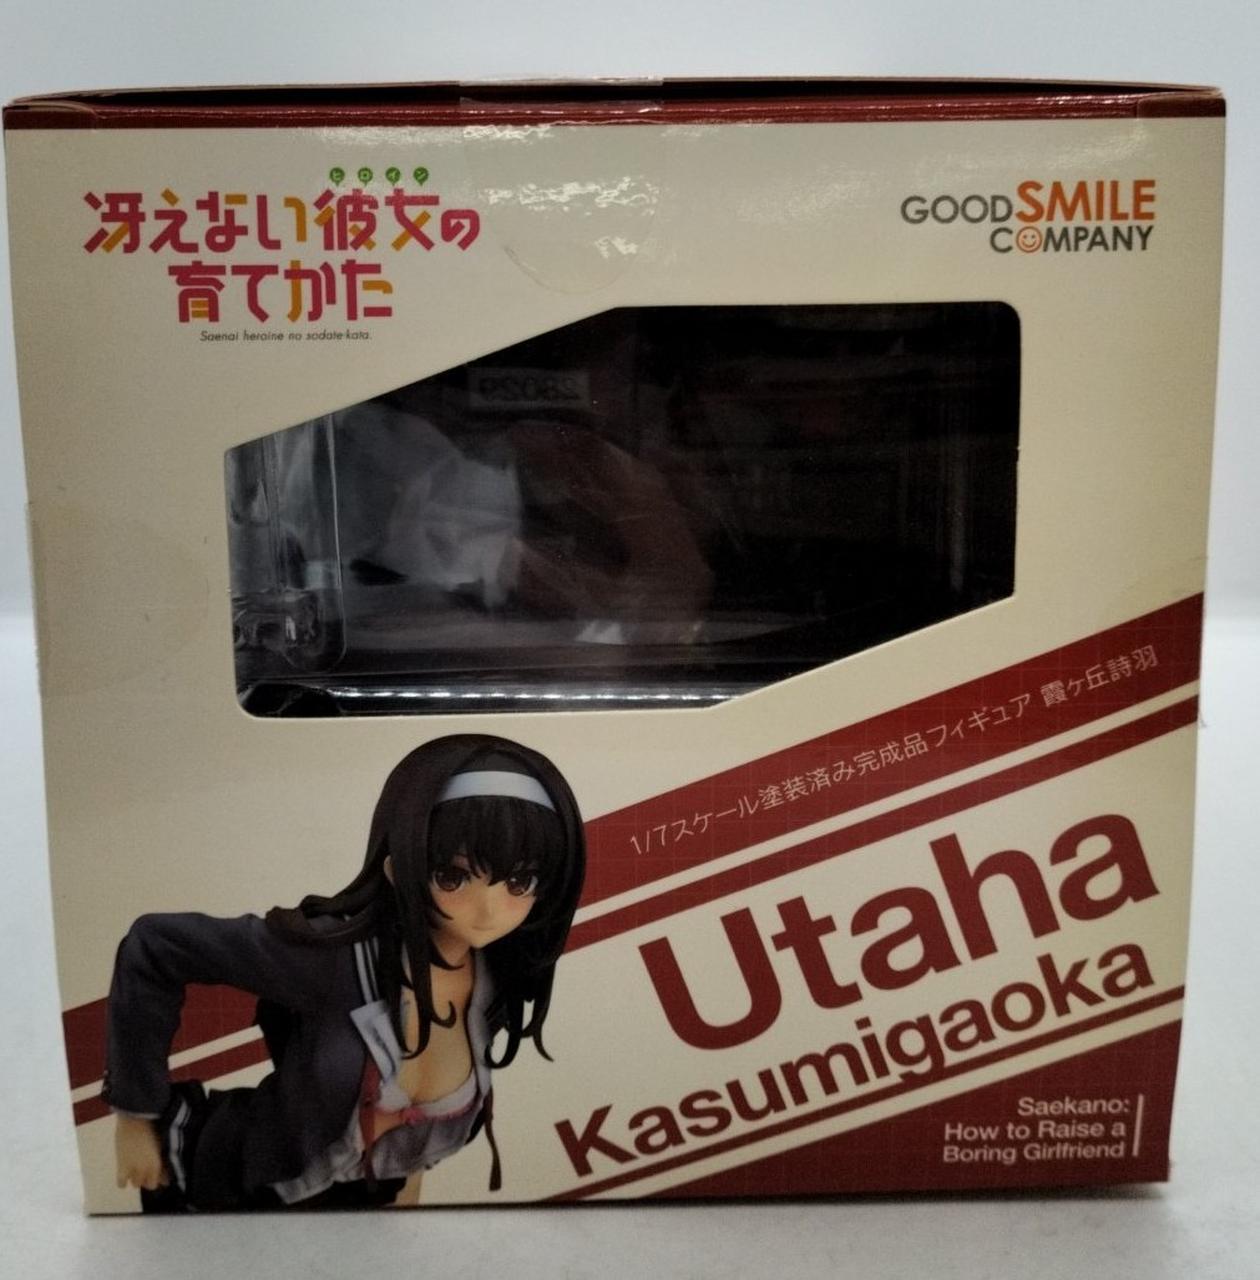 ヒロイン
冴えない彼女の
育てかた
Saenai heroine no sodate-kata.
GOOD SMILE
COMPANY
28029
1/7スケール塗装済み完成品フィギュア 霞ヶ丘詩羽
Utaha
Kasumigaoka
Saekano:
How to Raise a
Boring Girlfriend